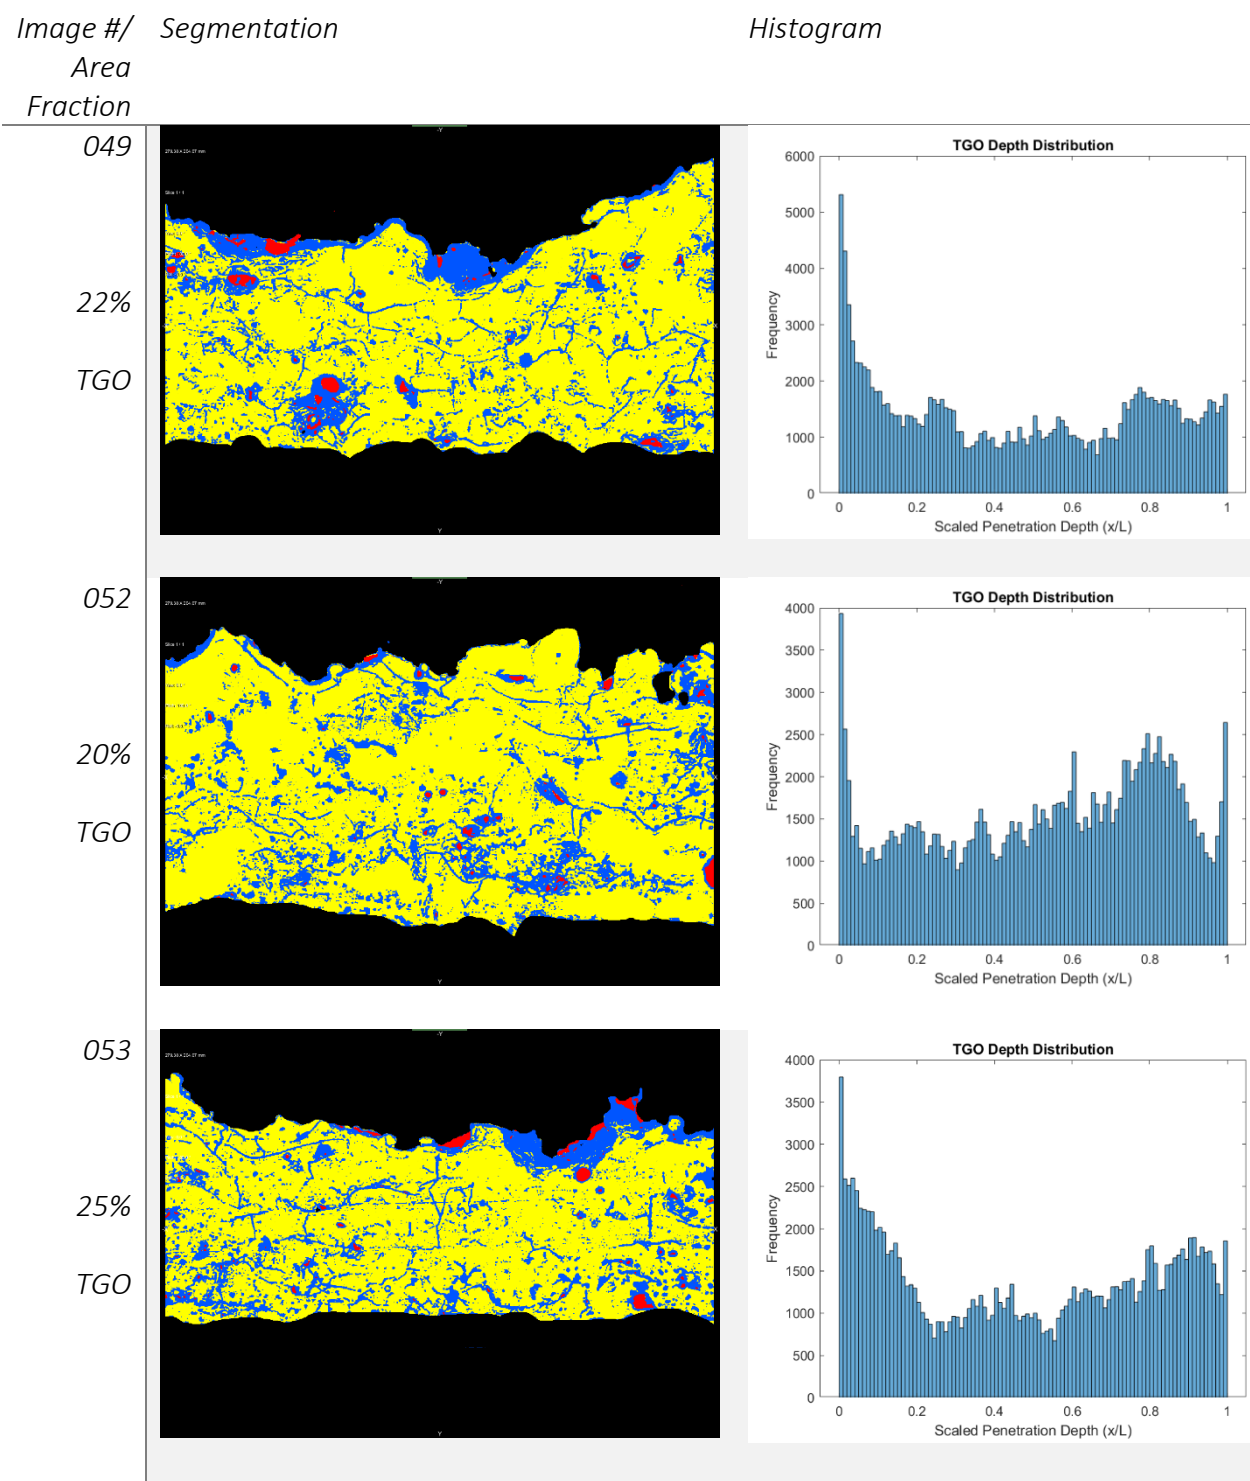 Image #/ Segmentation Histogram
Area
Fraction
049
22%
TGO
-Y
X
Y
TGO Depth Distribution
6000
5000
4000
3000
2000
1000
0
Frequency
0 0.2 0.4 0.6 0.8 1
Scaled Penetration Depth (x/L)
052
20%
TGO
-Y
X
Y
TGO Depth Distribution
4000
3500
3000
2500
2000
1500
1000
500
0
Frequency
0 0.2 0.4 0.6 0.8 1
Scaled Penetration Depth (x/L)
053
25%
TGO
-Y
X
Y
TGO Depth Distribution
4000
3500
3000
2500
2000
1500
1000
500
0
Frequency
0 0.2 0.4 0.6 0.8 1
Scaled Penetration Depth (x/L)